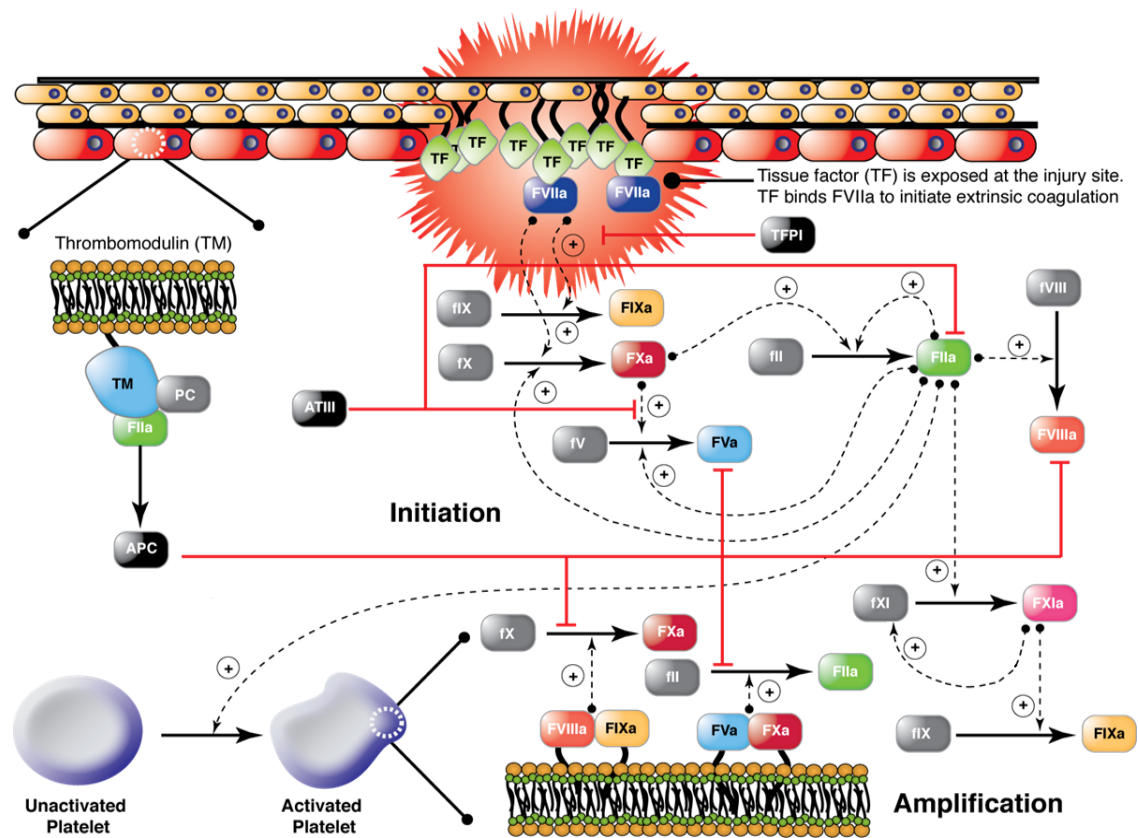 TF
TF
TF
TF
TF
TF
TF
FVIIa
FVIIa
Tissue factor (TF) is exposed at the injury site.
TF binds FVIIa to initiate extrinsic coagulation
Thrombomodulin (TM)
+
TFPI
fIX
FIXa
+
+
+
fVIII
fX
FXa
fII
FIIa
+
+
TM
PC
FIIa
ATIII
+
fV
FVa
FVIIIa
+
Initiation
APC
+
fXI
FXIa
fX
FXa
+
fII
FIIa
+
+
+
+
FVIIIa
FIXa
FVa
FXa
fIX
FIXa
Unactivated
Platelet
Activated
Platelet
Amplification